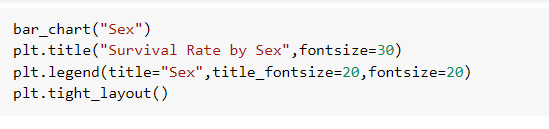 bar_chart("Sex")
plt.title("Survival Rate by Sex",fontsize=30)
plt.legend(title="Sex",title_fontsize=20,fontsize=20)
plt.tight_layout()